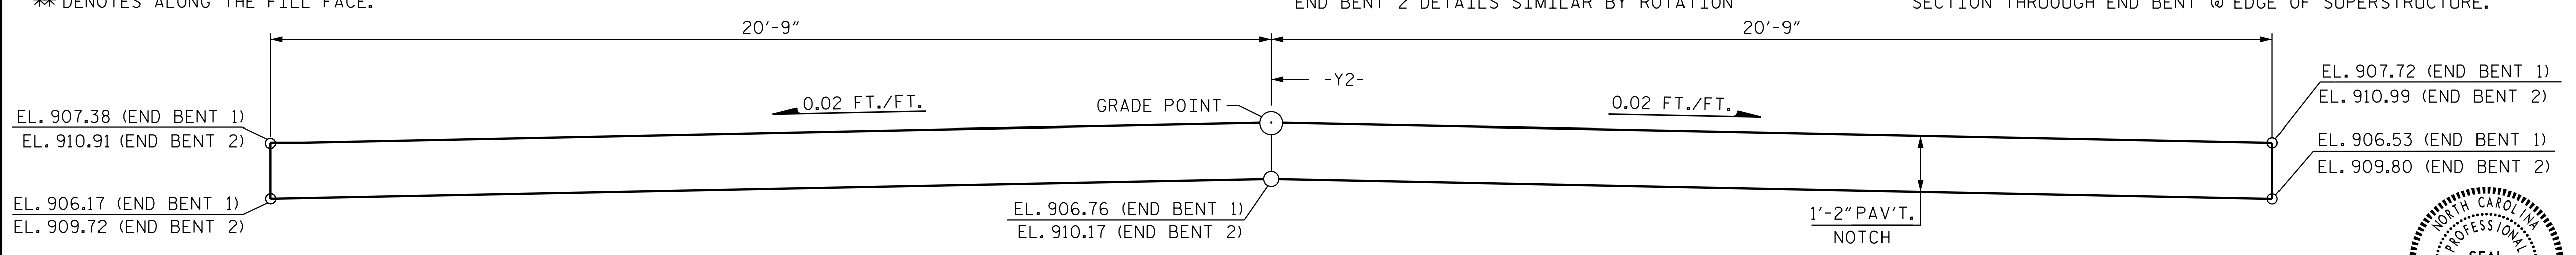 ** DENOTES ALONG THE FILL FACE.
END BENT 2 DETAILS SIMILAR BY ROTATION
SECTION THRUOUGH END BENT @ EDGE OF SUPERSTRUCTURE.
20'-9"
20'-9"
-Y2-
EL. 907.72 (END BENT 1)
EL. 910.99 (END BENT 2)
0.02 FT./FT.
GRADE POINT
0.02 FT./FT.
EL. 907.38 (END BENT 1)
EL. 910.91 (END BENT 2)
EL. 906.53 (END BENT 1)
EL. 909.80 (END BENT 2)
EL. 906.17 (END BENT 1)
EL. 909.72 (END BENT 2)
EL. 906.76 (END BENT 1)
EL. 910.17 (END BENT 2)
1'-2" PAV'T.
NOTCH
NORTH CAROLINA
PROFESSIONAL
SEAL